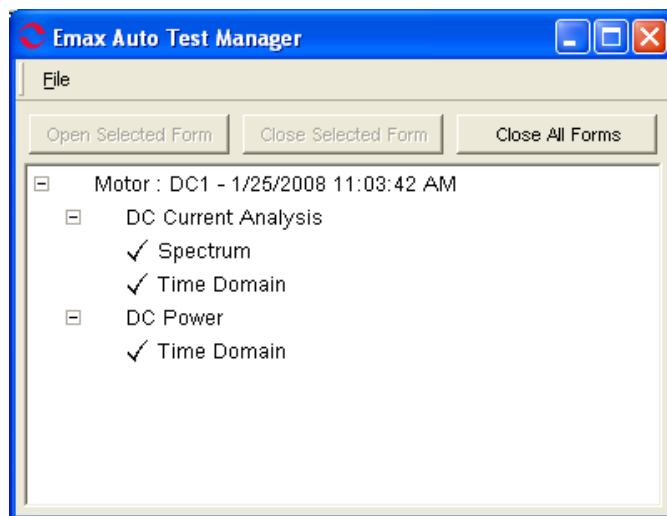 Emax Auto Test Manager
File
Open Selected Form Close Selected Form Close All Forms
Motor : DC1 - 1/25/2008 11:03:42 AM
DC Current Analysis
Spectrum
Time Domain
DC Power
Time Domain